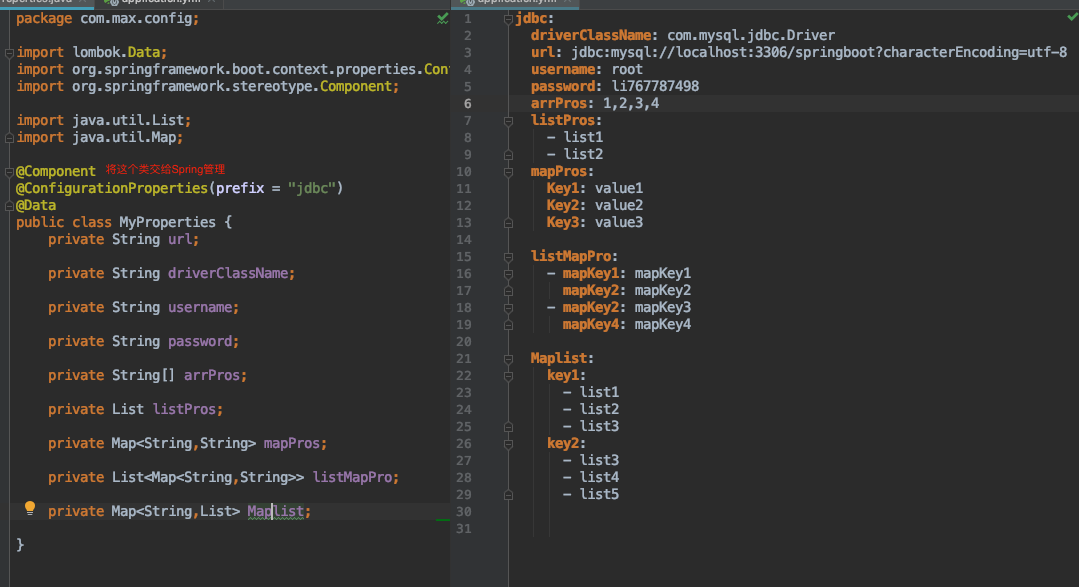 package com.max.config;
import lombok.Data;
import org.springframework.boot.context.properties.Con
import org.springframework.stereotype.Component;
import java.util.List;
import java.util.Map;
@Component 将这个类交给Spring管理
@ConfigurationProperties(prefix = "jdbc")
@Data
public class MyProperties {
private String url;
private String driverClassName;
private String username;
private String password;
private String[] arrPros;
private List listPros;
private Map<String,String> mapPros;
private List<Map<String,String>> listMapPro;
private Map<String,List> Maplist;
}
1 jdbc:
2 driverClassName: com.mysql.jdbc.Driver
3 url: jdbc:mysql://localhost:3306/springboot?characterEncoding=utf-8
4 username: root
5 password: li767787498
6 arrPros: 1,2,3,4
7 listPros:
8 - list1
9 - list2
10 mapPros:
11 Key1: value1
12 Key2: value2
13 Key3: value3
14
15 listMapPro:
16 - mapKey1: mapKey1
17 mapKey2: mapKey2
18 - mapKey2: mapKey3
19 mapKey4: mapKey4
20
21 Maplist:
22 key1:
23 - list1
24 - list2
25 - list3
26 key2:
27 - list3
28 - list4
29 - list5
30
31